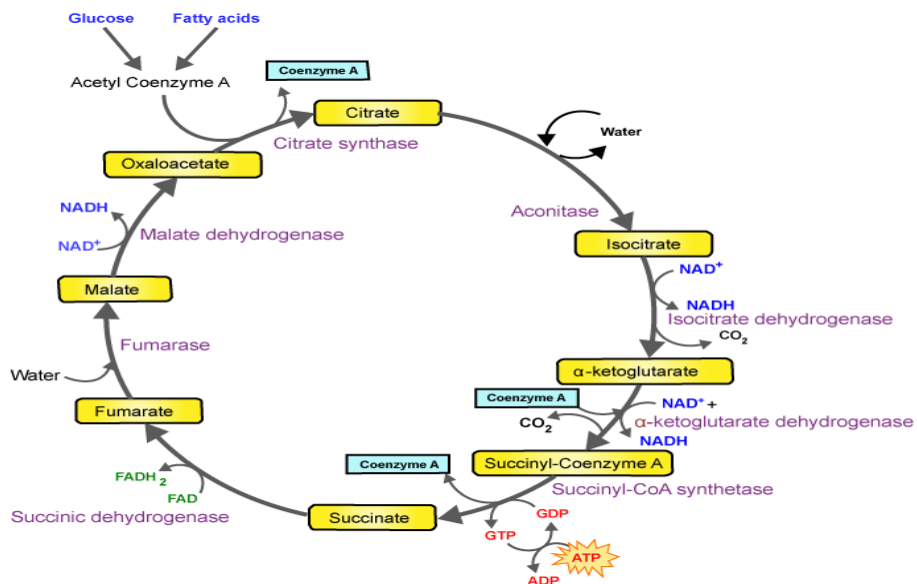 Glucose
Fatty acids
Acetyl Coenzyme A
Coenzyme A
Citrate
Citrate synthase
Water
Oxaloacetate
Aconitase
NADH
NAD⁺
Malate dehydrogenase
Isocitrate
NAD⁺
NADH
Isocitrate dehydrogenase
CO₂
Malate
Fumarase
Water
α-ketoglutarate
Coenzyme A
NAD⁺ +
CO₂
α-ketoglutarate dehydrogenase
NADH
Fumarate
Succinyl-Coenzyme A
Coenzyme A
Succinyl-CoA synthetase
FADH₂
FAD
Succinic dehydrogenase
Succinate
GDP
GTP
ATP
ADP